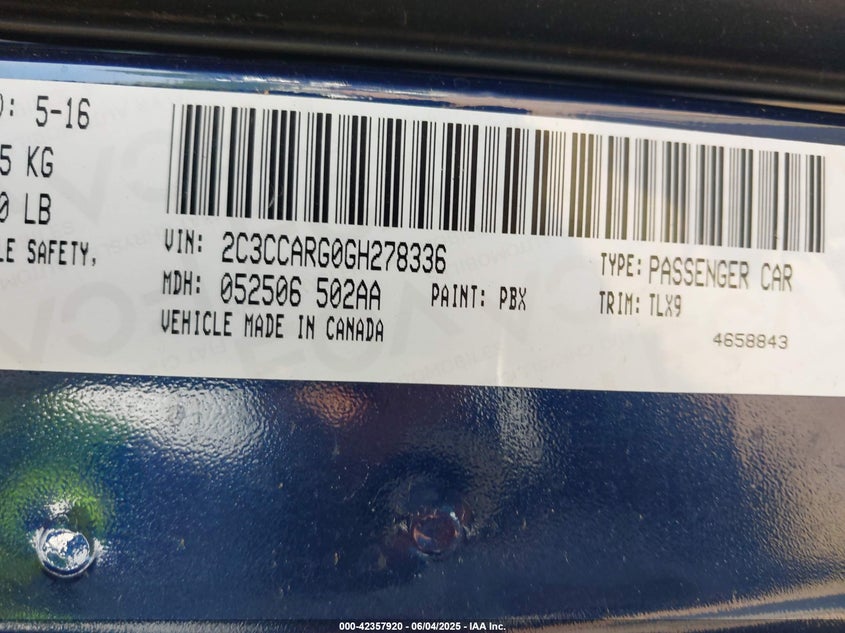 ): 5-16
5 KG
0 LB
LE SAFETY,
VIN: 2C3CCARG0GH278336
TYPE: PASSENGER CAR
MDH: 052506 502AA
PAINT: PBX
TRIM: TLX9
VEHICLE MADE IN CANADA
4658843
000-42357920 - 06/04/2025 - IAA Inc.